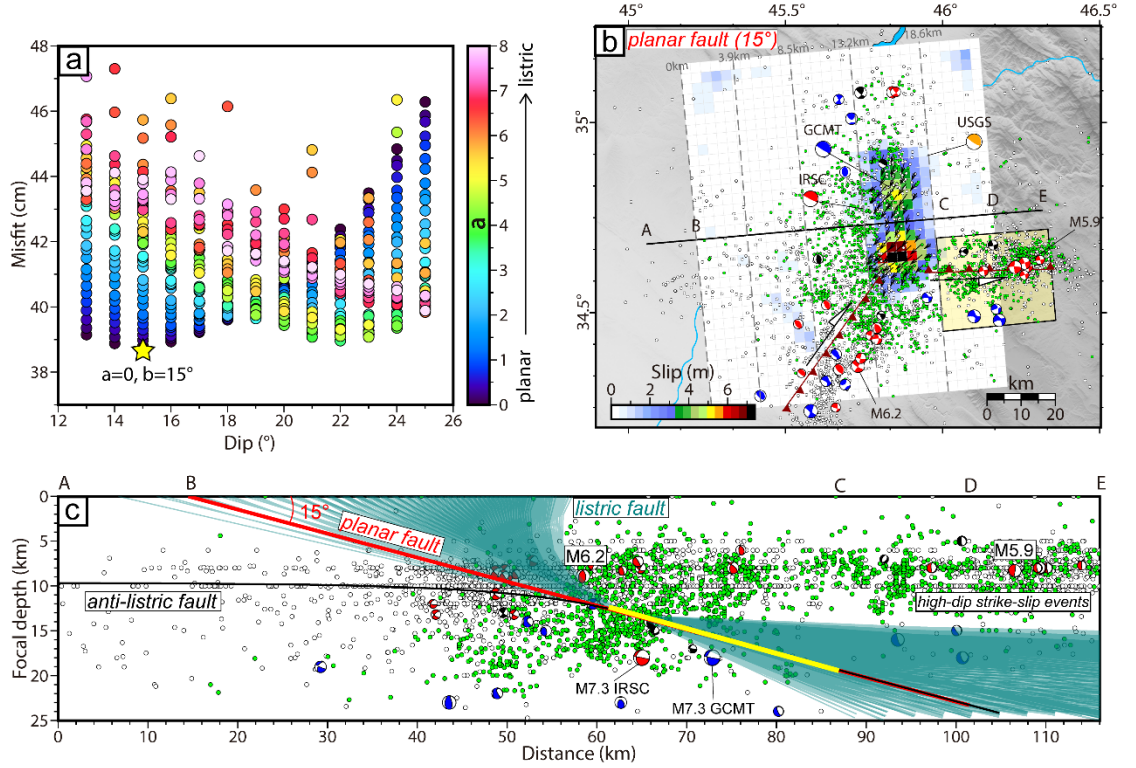 a
48
46
44
42
40
38
Misfit (cm)
12
14
16
18
20
22
24
26
Dip (°)
a=0, b=15°
8
7
6
5
4
3
2
1
0
a
planar
listric
b
planar fault (15°)
45°
45.5°
46°
46.5°
35°
34.5°
0km
3.9km
8.5km
13.2km
18.6km
GCMT
USGS
IRSC
A
B
C
D
E
M5.9
M6.2
Slip (m)
0
2
4
6
km
0
10
20
c
A
B
C
D
E
0
5
10
15
20
25
Focal depth (km)
15°
planar fault
listric fault
anti-listric fault
M6.2
M5.9
high-dip strike-slip events
M7.3 IRSC
M7.3 GCMT
0
10
20
30
40
50
60
70
80
90
100
110
Distance (km)